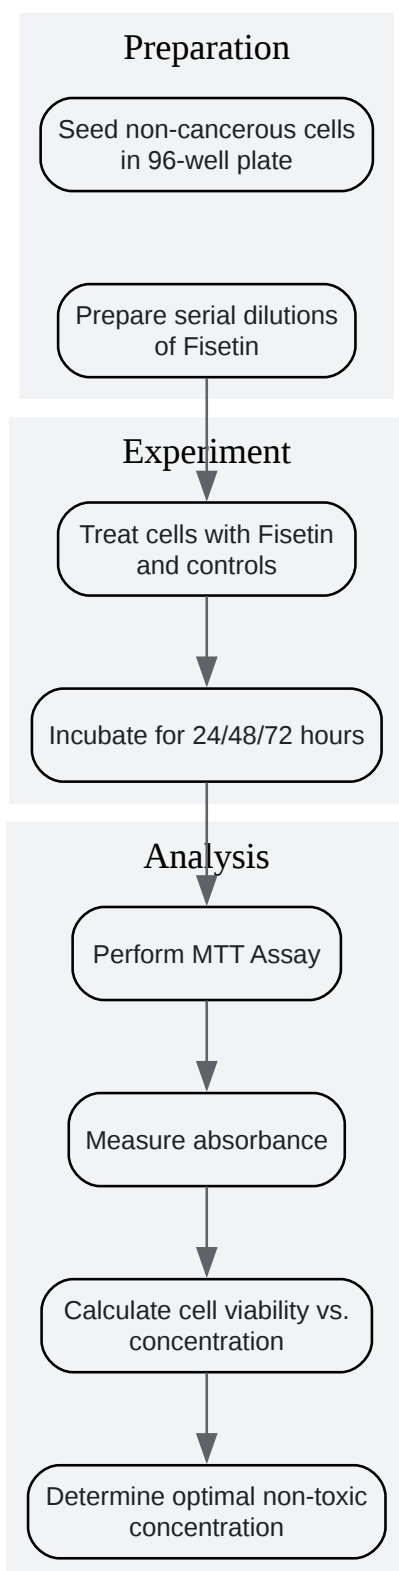 Preparation
Seed non-cancerous cells
in 96-well plate
Prepare serial dilutions
of Fisetin
Experiment
Treat cells with Fisetin
and controls
Incubate for 24/48/72 hours
Analysis
Perform MTT Assay
Measure absorbance
Calculate cell viability vs.
concentration
Determine optimal non-toxic
concentration